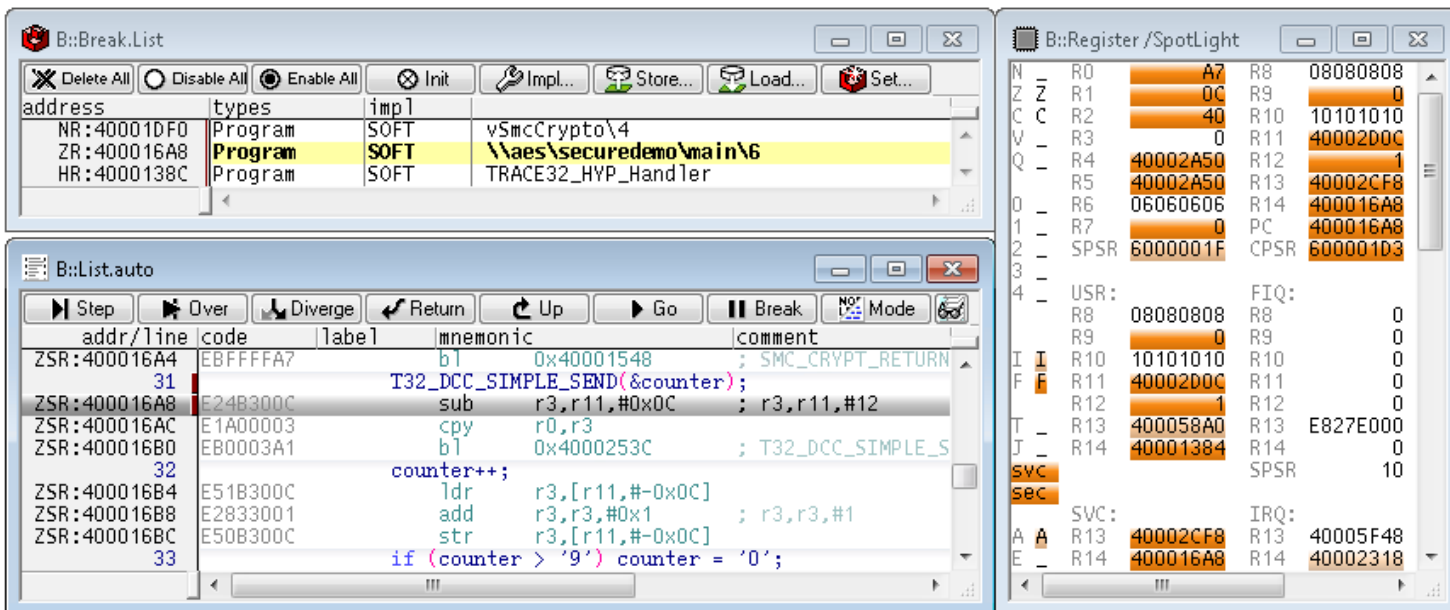 B::Break.List
Delete All Disable All Enable All Init Impl... Store... Load... Set...
address types impl
NR:40001DF0 Program SOFT vSmcCrypto\4
ZR:400016A8 Program SOFT \\aes\securedemo\main\6
HR:4000138C Program SOFT TRACE32_HYP_Handler
B::List.auto
Step Over Diverge Return Up Go Break Mode
addr/line code label mnemonic comment
ZSR:400016A4 EBFFFFA7 bl 0x40001548 ; SMC_CRYPT_RETURN
31 T32_DCC_SIMPLE_SEND(&counter);
ZSR:400016A8 E24B300C sub r3,r11,#0x0C ; r3,r11,#12
ZSR:400016AC E1A00003 cpy r0,r3
ZSR:400016B0 EB0003A1 bl 0x4000253C ; T32_DCC_SIMPLE_S
32 counter++;
ZSR:400016B4 E51B300C ldr r3,[r11,#-0x0C]
ZSR:400016B8 E2833001 add r3,r3,#0x1 ; r3,r3,#1
ZSR:400016BC E50B300C str r3,[r11,#-0x0C]
33 if (counter > '9') counter = '0';
B::Register /SpotLight
N _ R0 A7 R8 08080808
Z Z R1 0C R9 0
C C R2 40 R10 10101010
V _ R3 0 R11 40002D0C
Q _ R4 40002A50 R12 1
R5 40002A50 R13 40002CF8
0 _ R6 06060606 R14 400016A8
1 _ R7 0 PC 400016A8
2 _ SPSR 6000001F CPSR 600001D3
3 _
4 _ USR: FIQ:
R8 08080808 R8 0
R9 0 R9 0
I I R10 10101010 R10 0
F F R11 40002D0C R11 0
R12 1 R12 0
T _ R13 400058A0 R13 E827E000
J _ R14 40001384 R14 0
svc SPSR 10
sec
SVC: IRQ:
A A R13 40002CF8 R13 40005F48
E _ R14 400016A8 R14 40002318